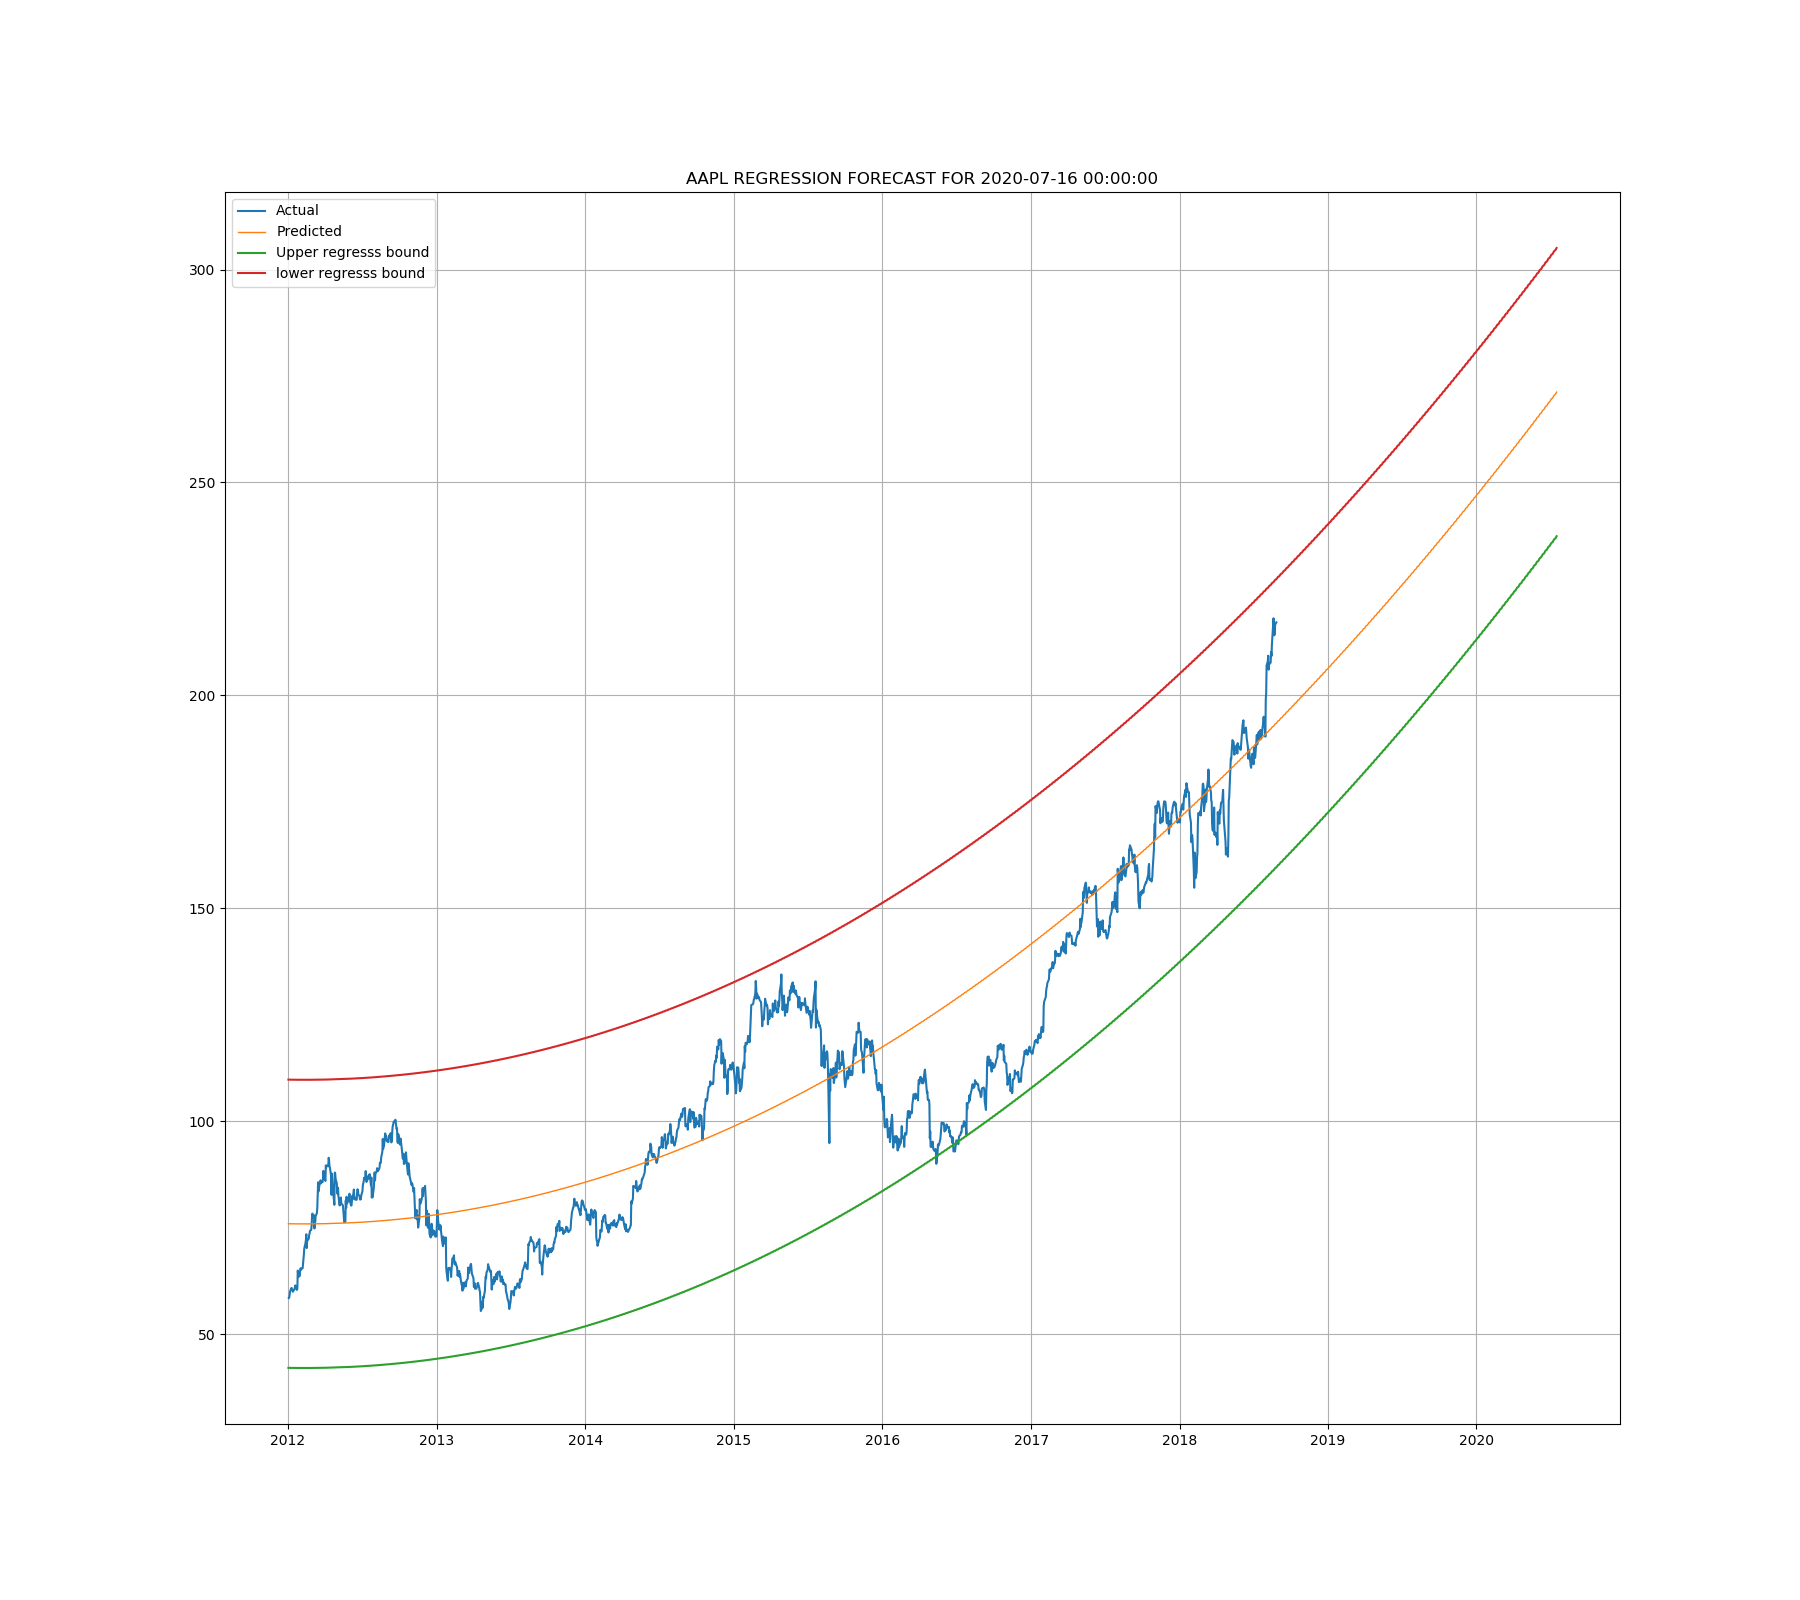 AAPL REGRESSION FORECAST FOR 2020-07-16 00:00:00
Actual
Predicted
Upper regresss bound
lower regresss bound
300
250
200
150
100
50
2012 2013 2014 2015 2016 2017 2018 2019 2020